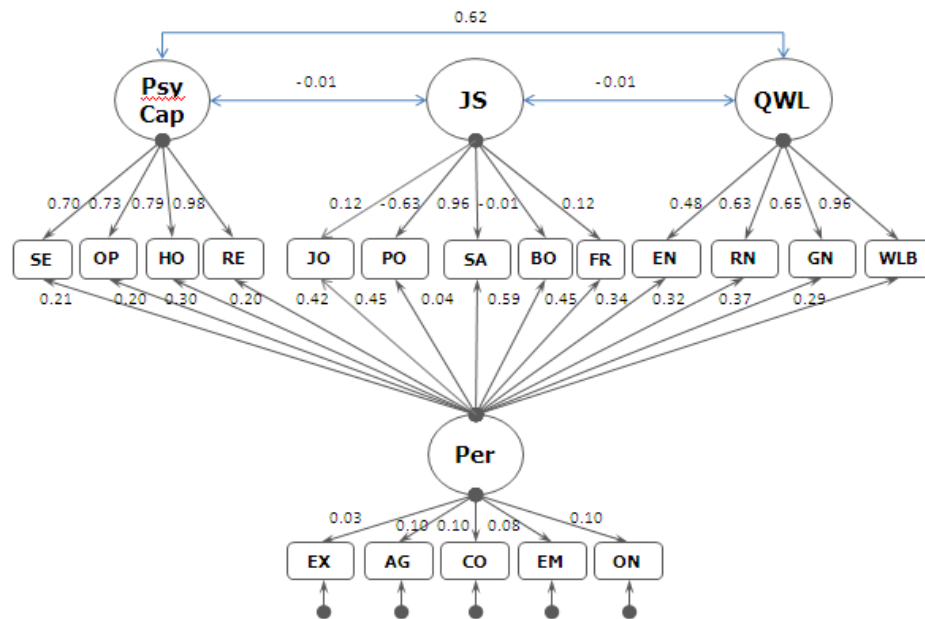 0.62
Psy
Cap
-0.01
JS
-0.01
QWL
0.70 0.73 0.79 0.98 0.12 -0.63 0.96 -0.01 0.12 0.48 0.63 0.65 0.96
SE OP HO RE JO PO SA BO FR EN RN GN WLB
0.21 0.20 0.30 0.20 0.42 0.45 0.04 0.59 0.45 0.34 0.32 0.37 0.29
Per
0.03 0.10 0.10 0.08 0.10
EX AG CO EM ON